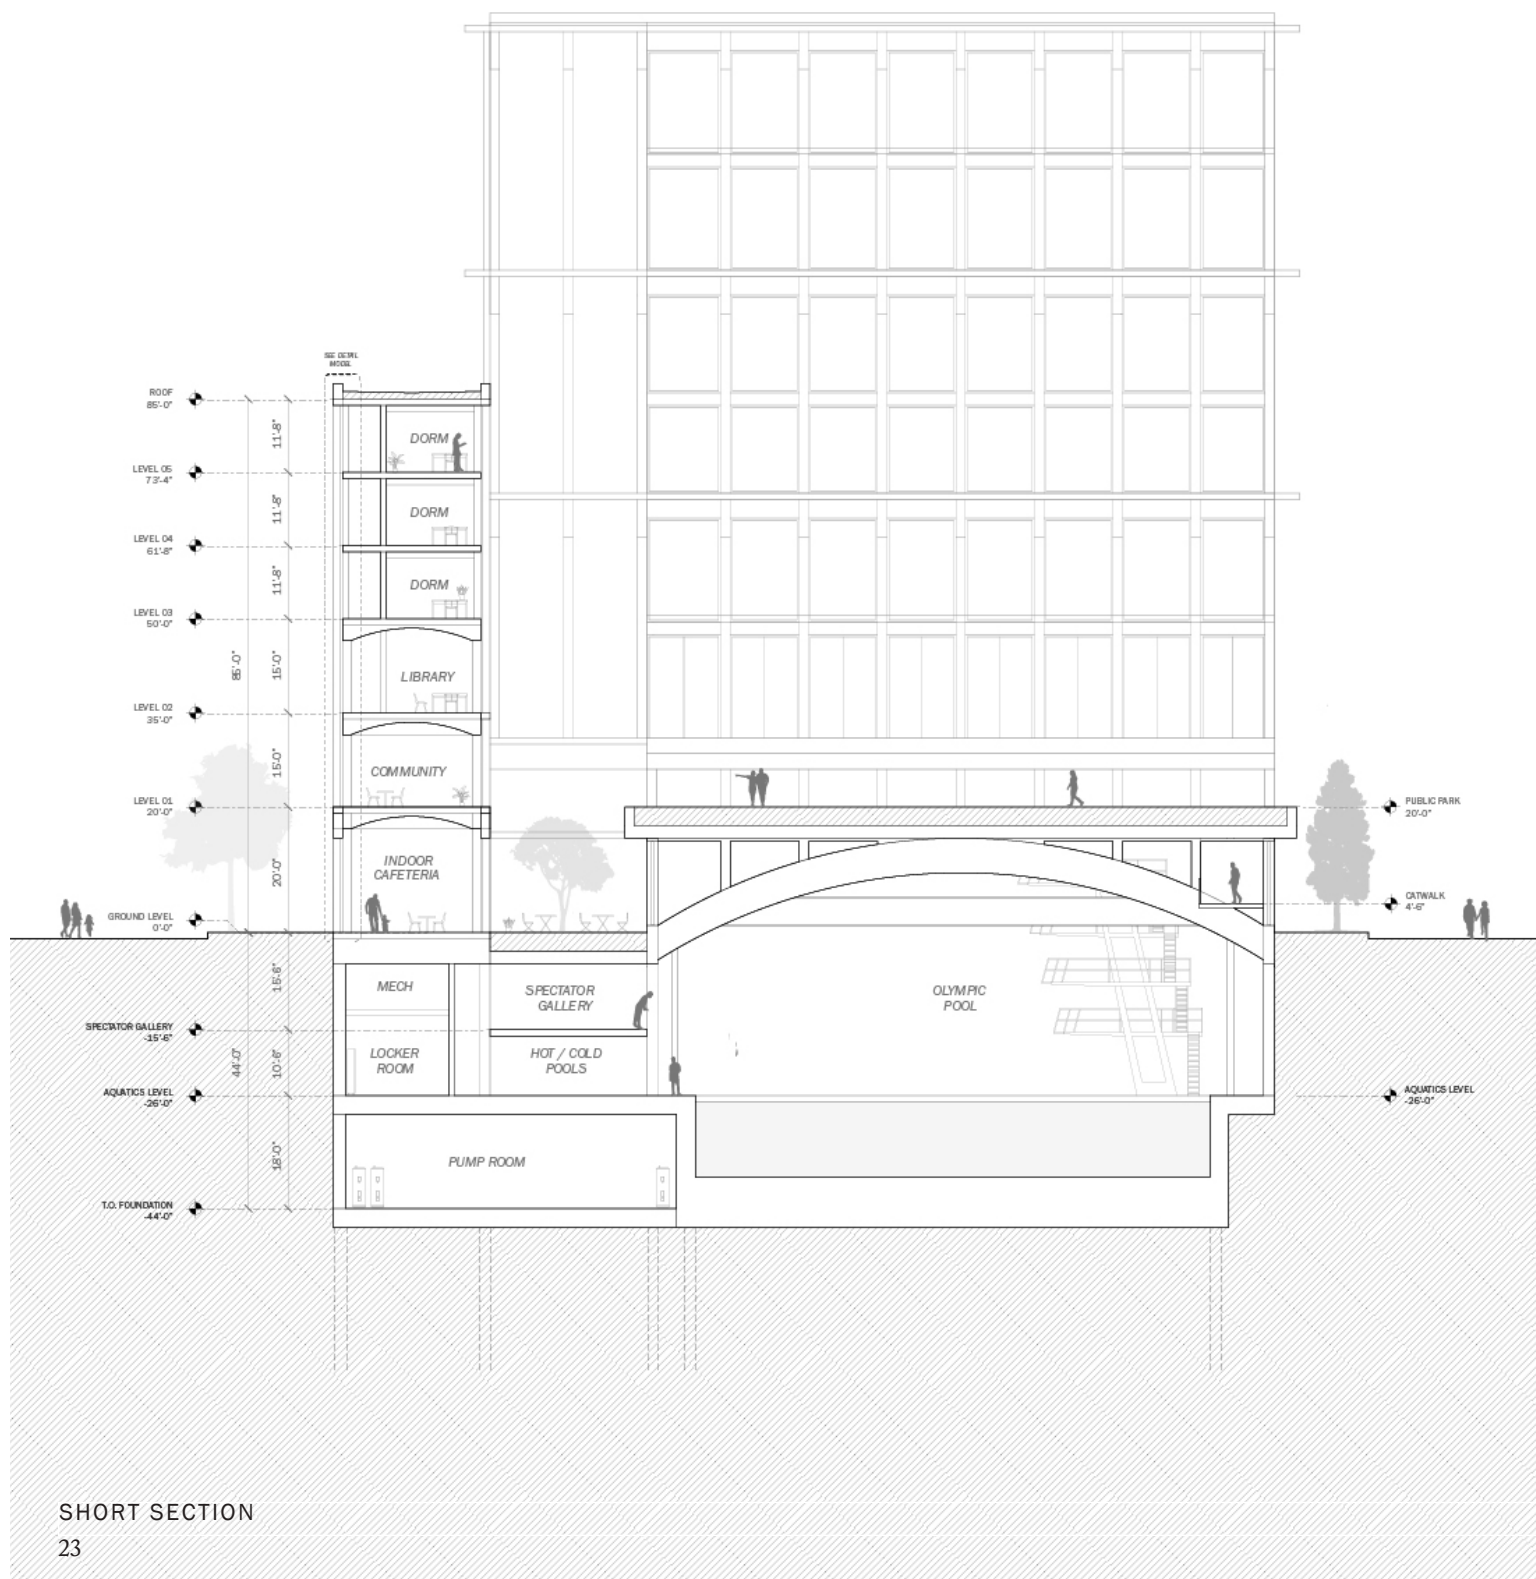 SEE DETAIL
MODEL
ROOF
85'-0"
LEVEL 05
73'-4"
LEVEL 04
61'-8"
LEVEL 03
50'-0"
LEVEL 02
35'-0"
LEVEL 01
20'-0"
GROUND LEVEL
0'-0"
SPECTATOR GALLERY
-15'-6"
AQUATICS LEVEL
-26'-0"
T.O. FOUNDATION
-44'-0"
85'-0"
44'-0"
11'-8"
11'-8"
11'-8"
15'-0"
15'-0"
20'-0"
15'-6"
10'-6"
18'-0"
DORM
DORM
DORM
LIBRARY
COMMUNITY
INDOOR
CAFETERIA
MECH
LOCKER
ROOM
SPECTATOR
GALLERY
HOT / COLD
POOLS
PUMP ROOM
OLYMPIC
POOL
PUBLIC PARK
20'-0"
CATWALK
4'-6"
AQUATICS LEVEL
-26'-0"
SHORT SECTION
23